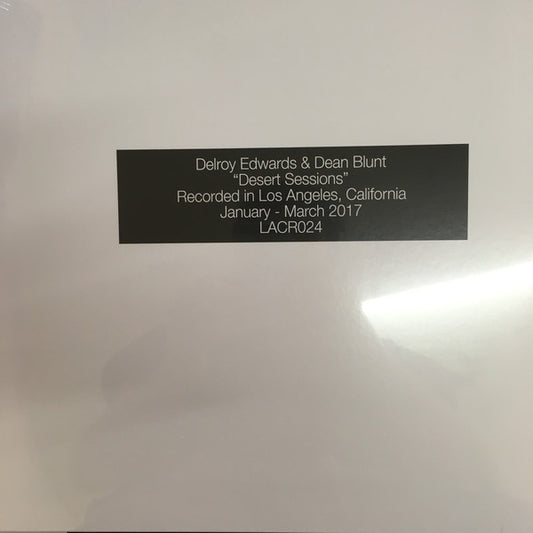 Delroy Edwards & Dean Blunt
“Desert Sessions”
Recorded in Los Angeles, California
January - March 2017
LACR024